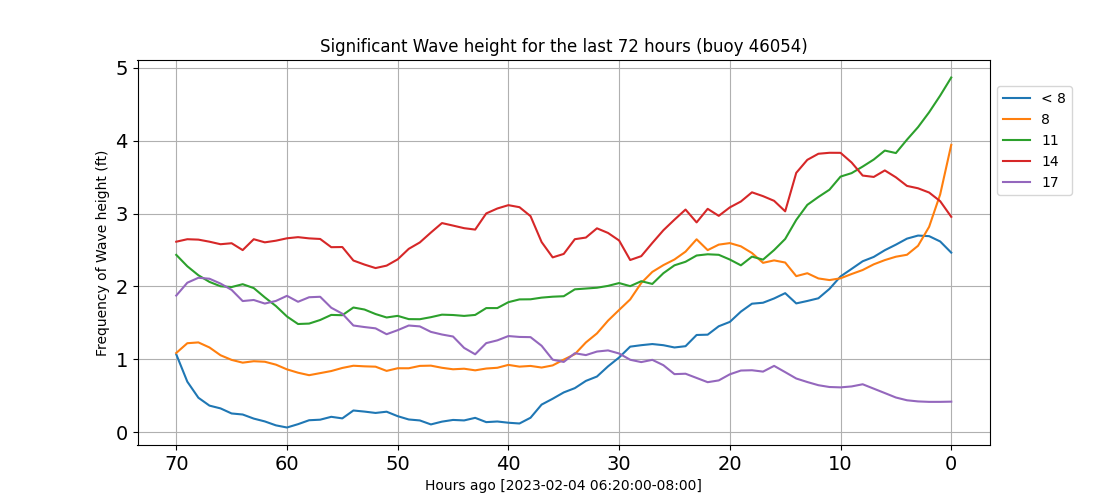 Significant Wave height for the last 72 hours (buoy 46054)
5
4
3
2
1
0
Frequency of Wave height (ft)
70 60 50 40 30 20 10 0
Hours ago [2023-02-04 06:20:00-08:00]
< 8
8
11
14
17